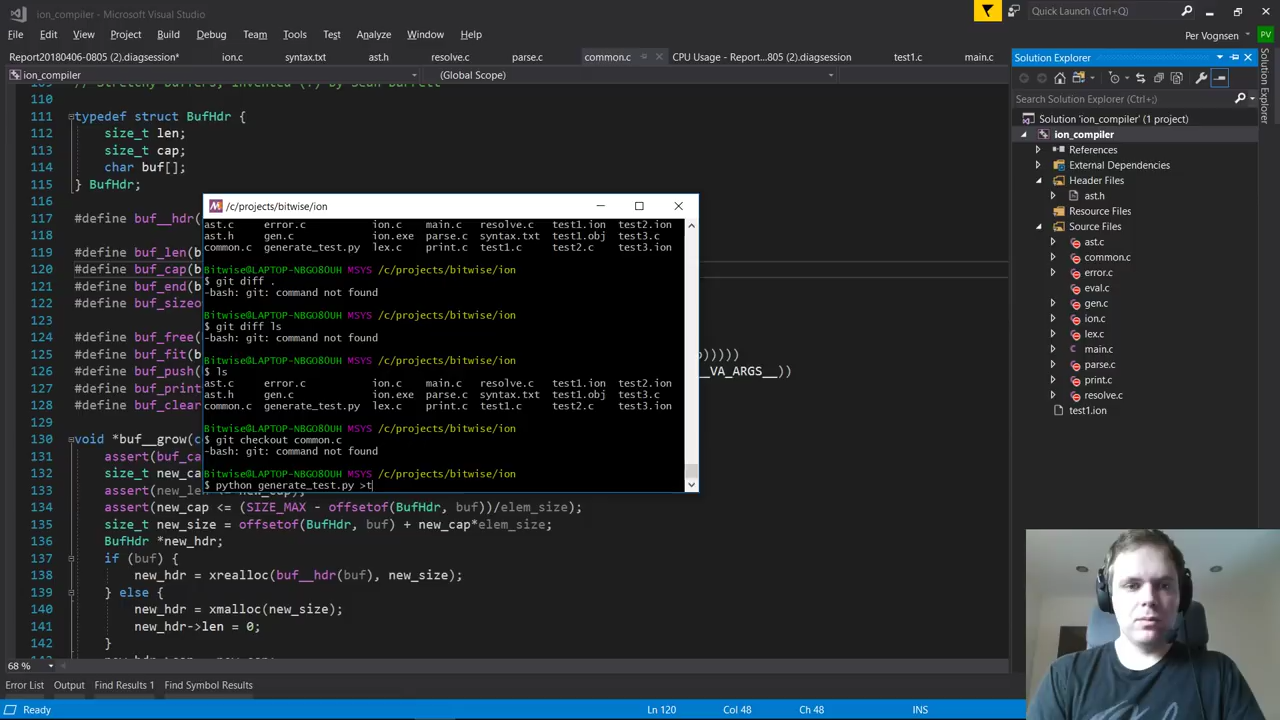 ion_compiler - Microsoft Visual Studio
Quick Launch (Ctrl+Q)
File Edit View Project Build Debug Team Tools Test Analyze Window Help
Per Vognsen PV
Report20180406-0805 (2).diagsession* ion.c syntax.txt ast.h resolve.c parse.c common.c CPU Usage - Report...805 (2).diagsession test1.c main.c
ion_compiler (Global Scope)
110
111 typedef struct BufHdr {
112 size_t len;
113 size_t cap;
114 char buf[];
115 } BufHdr;
116
117 #define buf__hdr(
118
119 #define buf_len(b
120 #define buf_cap(b
121 #define buf_end(b
122 #define buf_sizeo
123
124 #define buf_free(
125 #define buf_fit(b )))))
126 #define buf_push( __VA_ARGS__))
127 #define buf_print
128 #define buf_clear
129
130 void *buf__grow(c
131 assert(buf_ca
132 size_t new_ca
133 assert(new_len <= new_cap);
134 assert(new_cap <= (SIZE_MAX - offsetof(BufHdr, buf))/elem_size);
135 size_t new_size = offsetof(BufHdr, buf) + new_cap*elem_size;
136 BufHdr *new_hdr;
137 if (buf) {
138 new_hdr = xrealloc(buf__hdr(buf), new_size);
139 } else {
140 new_hdr = xmalloc(new_size);
141 new_hdr->len = 0;
142 }
/c/projects/bitwise/ion
ast.c error.c ion.c main.c resolve.c test1.ion test2.ion
ast.h gen.c ion.exe parse.c syntax.txt test1.obj test3.c
common.c generate_test.py lex.c print.c test1.c test2.c test3.ion
Bitwise@LAPTOP-NBGO8OUH MSYS /c/projects/bitwise/ion
$ git diff .
-bash: git: command not found
Bitwise@LAPTOP-NBGO8OUH MSYS /c/projects/bitwise/ion
$ git diff ls
-bash: git: command not found
Bitwise@LAPTOP-NBGO8OUH MSYS /c/projects/bitwise/ion
$ ls
ast.c error.c ion.c main.c resolve.c test1.ion test2.ion
ast.h gen.c ion.exe parse.c syntax.txt test1.obj test3.c
common.c generate_test.py lex.c print.c test1.c test2.c test3.ion
Bitwise@LAPTOP-NBGO8OUH MSYS /c/projects/bitwise/ion
$ git checkout common.c
-bash: git: command not found
Bitwise@LAPTOP-NBGO8OUH MSYS /c/projects/bitwise/ion
$ python generate_test.py >t
Solution Explorer
Search Solution Explorer (Ctrl+;)
Solution 'ion_compiler' (1 project)
ion_compiler
References
External Dependencies
Header Files
ast.h
Resource Files
Source Files
ast.c
common.c
error.c
eval.c
gen.c
ion.c
lex.c
main.c
parse.c
print.c
resolve.c
test1.ion
Solution Explorer
Team Explorer
68 %
Error List Output Find Results 1 Find Symbol Results
Ready Ln 120 Col 48 Ch 48 INS